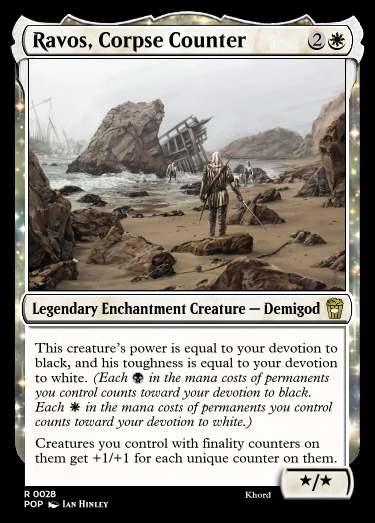 Ravos, Corpse Counter 2
Legendary Enchantment Creature — Demigod
This creature's power is equal to your devotion
to black, and his toughness is equal to your devotion
to white. (Each in the mana costs of permanents
you control counts toward your devotion to black.
Each in the mana costs of permanents you control
counts toward your devotion to white.)
Creatures you control with finality counters on
them get +1/+1 for each unique counter on them.
★/★
R 0028
POP Ian Hinley
Khord